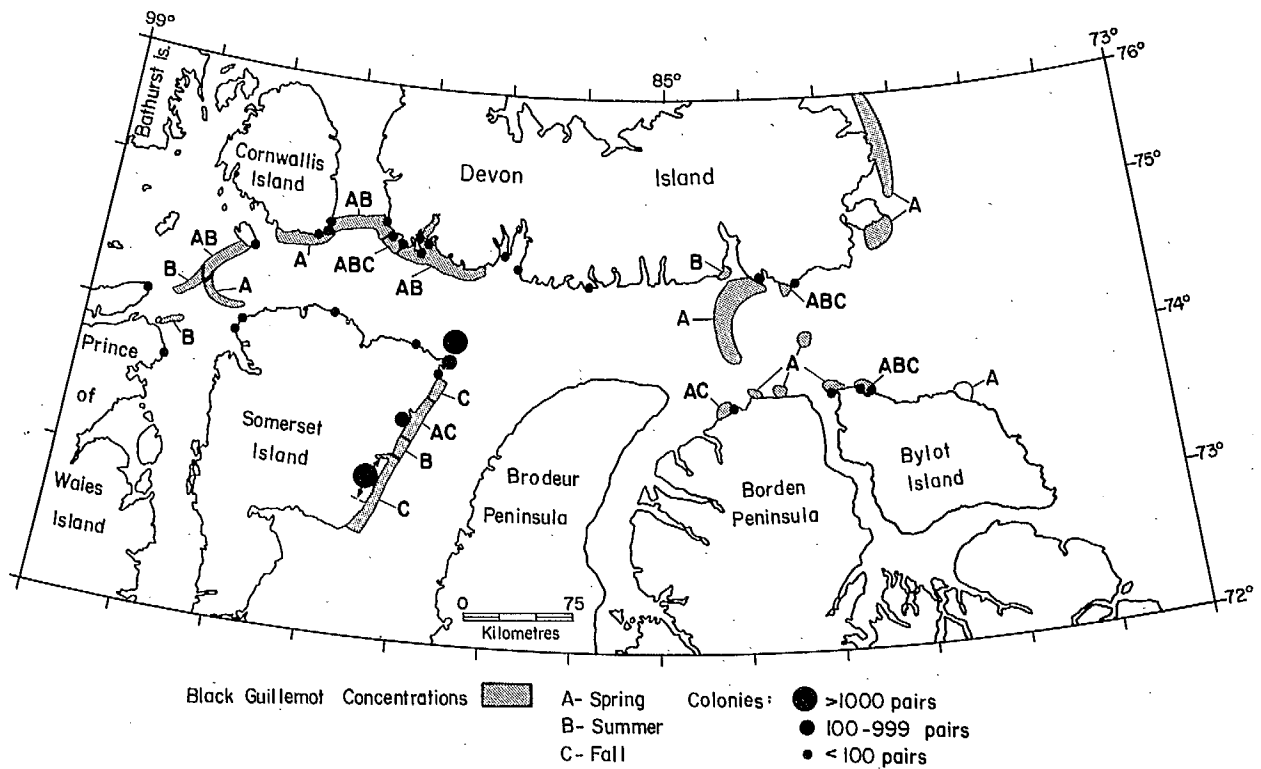 99°
85°
73°
76°
Bathurst Is.
Cornwallis
Island
Devon Island
75°
AB
A
AB
A
ABC
B
B
A
AB
ABC
74°
A
B
Prince
of
Wales
Island
C
AC
B
C
A
ABC
A
AC
Somerset
Island
Brodeur
Peninsula
Borden
Peninsula
Bylot
Island
73°
72°
0 75
Kilometres
Black Guillemot Concentrations
A- Spring
B- Summer
C- Fall
Colonies:
>1000 pairs
100-999 pairs
<100 pairs